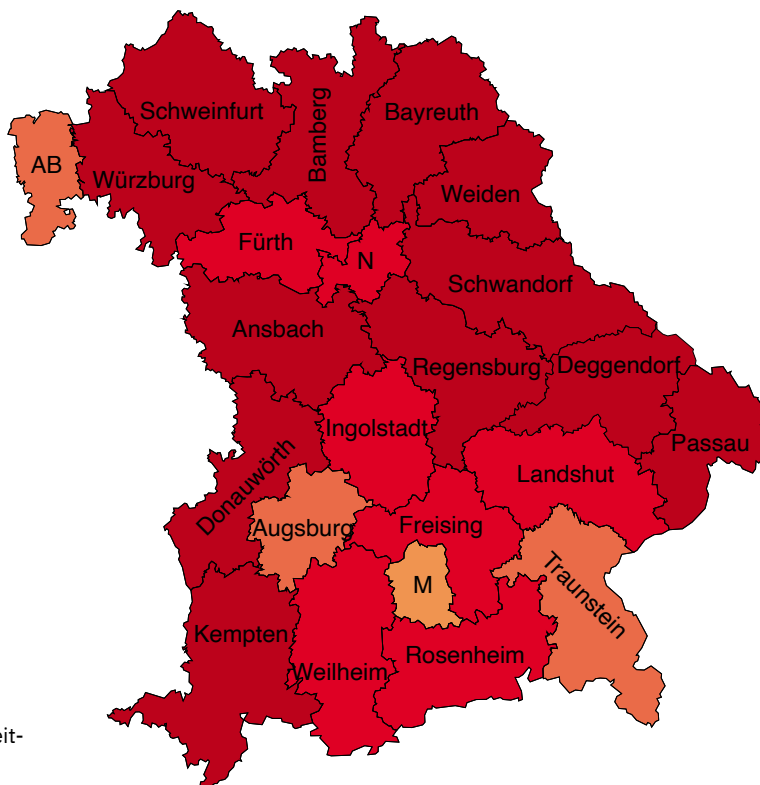 Schweinfurt
Bamberg
Bayreuth
AB
Würzburg
Weiden
Fürth
N
Schwandorf
Ansbach
Regensburg
Deggendorf
Ingolstadt
Passau
Donauwörth
Landshut
Augsburg
Freising
M
Traunstein
Kempten
Weilheim
Rosenheim
eit-